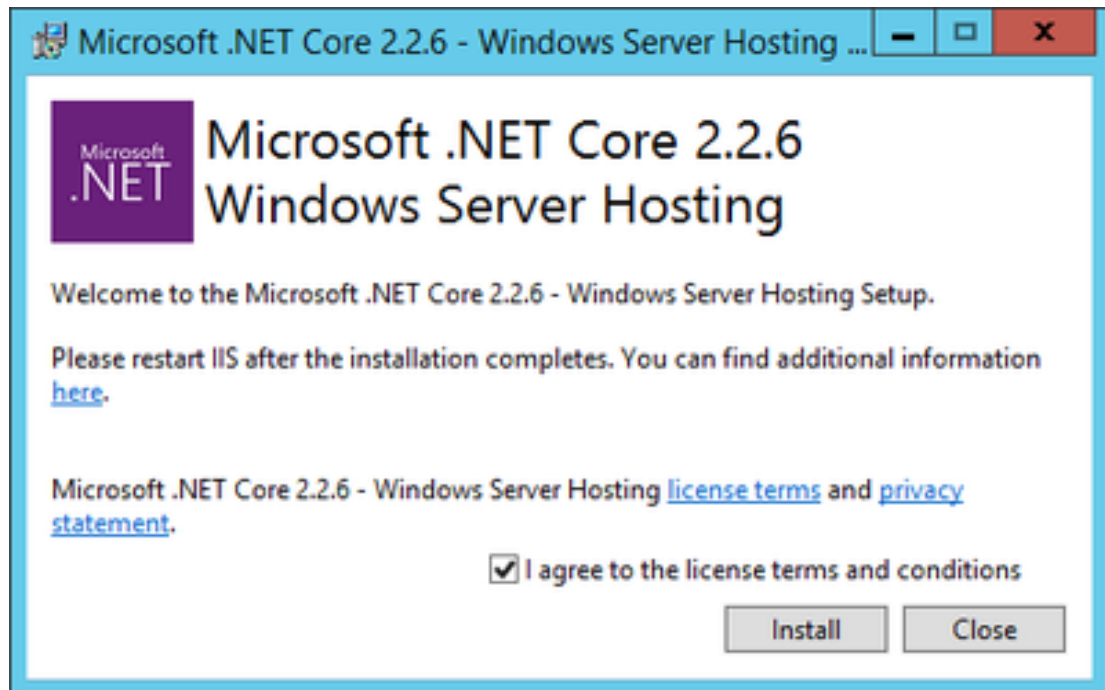 Microsoft .NET Core 2.2.6 - Windows Server Hosting ...
Microsoft
.NET
Microsoft .NET Core 2.2.6
Windows Server Hosting
Welcome to the Microsoft .NET Core 2.2.6 - Windows Server Hosting Setup.
Please restart IIS after the installation completes. You can find additional information
here.
Microsoft .NET Core 2.2.6 - Windows Server Hosting license terms and privacy
statement.
I agree to the license terms and conditions
Install
Close